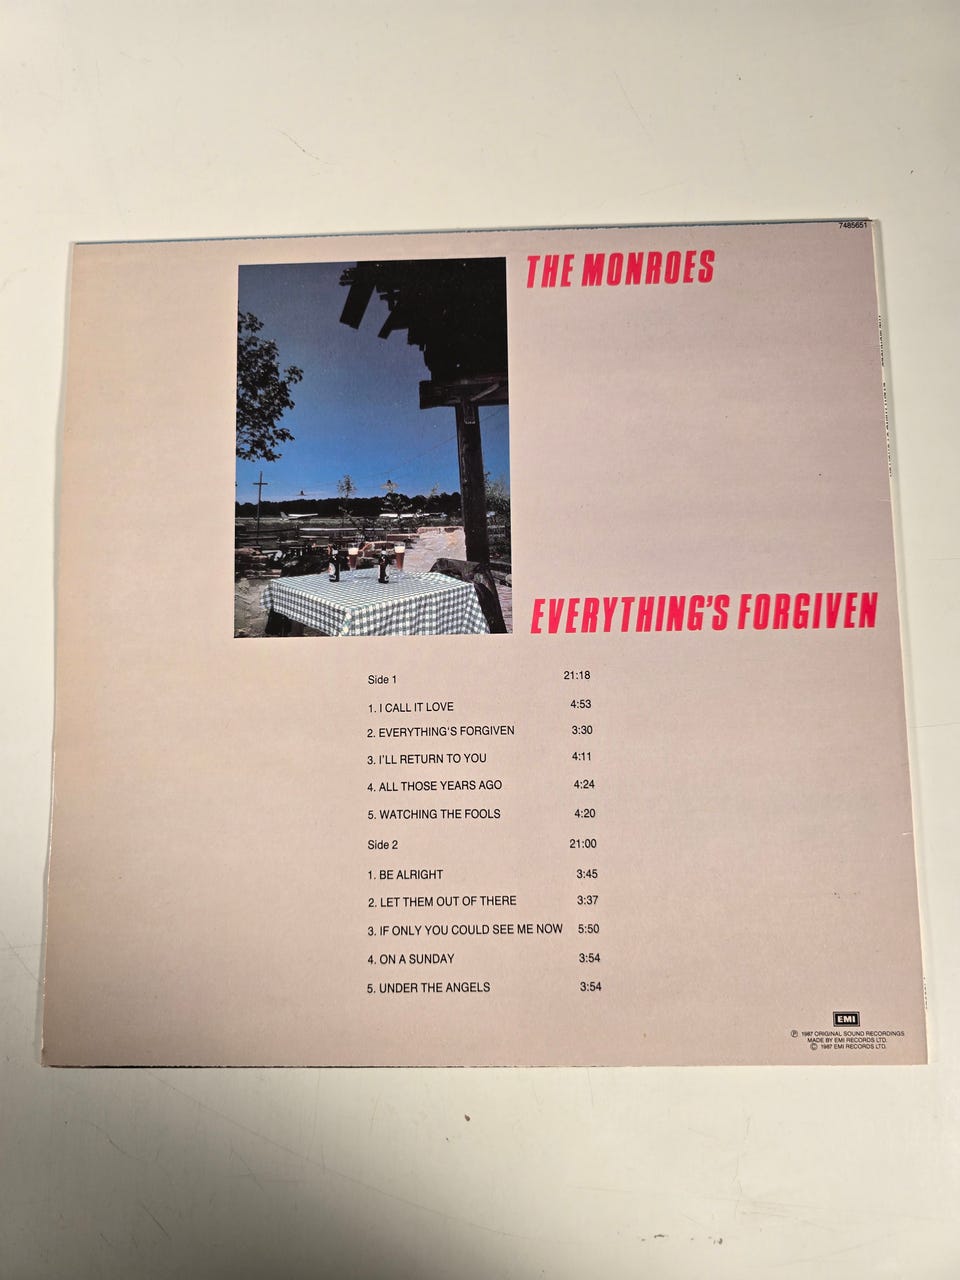 7485651
THE MONROES
EVERYTHING'S FORGIVEN
Side 1 21:18
1. I CALL IT LOVE 4:53
2. EVERYTHING'S FORGIVEN 3:30
3. I'LL RETURN TO YOU 4:11
4. ALL THOSE YEARS AGO 4:24
5. WATCHING THE FOOLS 4:20
Side 2 21:00
1. BE ALRIGHT 3:45
2. LET THEM OUT OF THERE 3:37
3. IF ONLY YOU COULD SEE ME NOW 5:50
4. ON A SUNDAY 3:54
5. UNDER THE ANGELS 3:54
EMI
Ⓟ 1987 ORIGINAL SOUND RECORDINGS
MADE BY EMI RECORDS LTD.
© 1987 EMI RECORDS LTD.